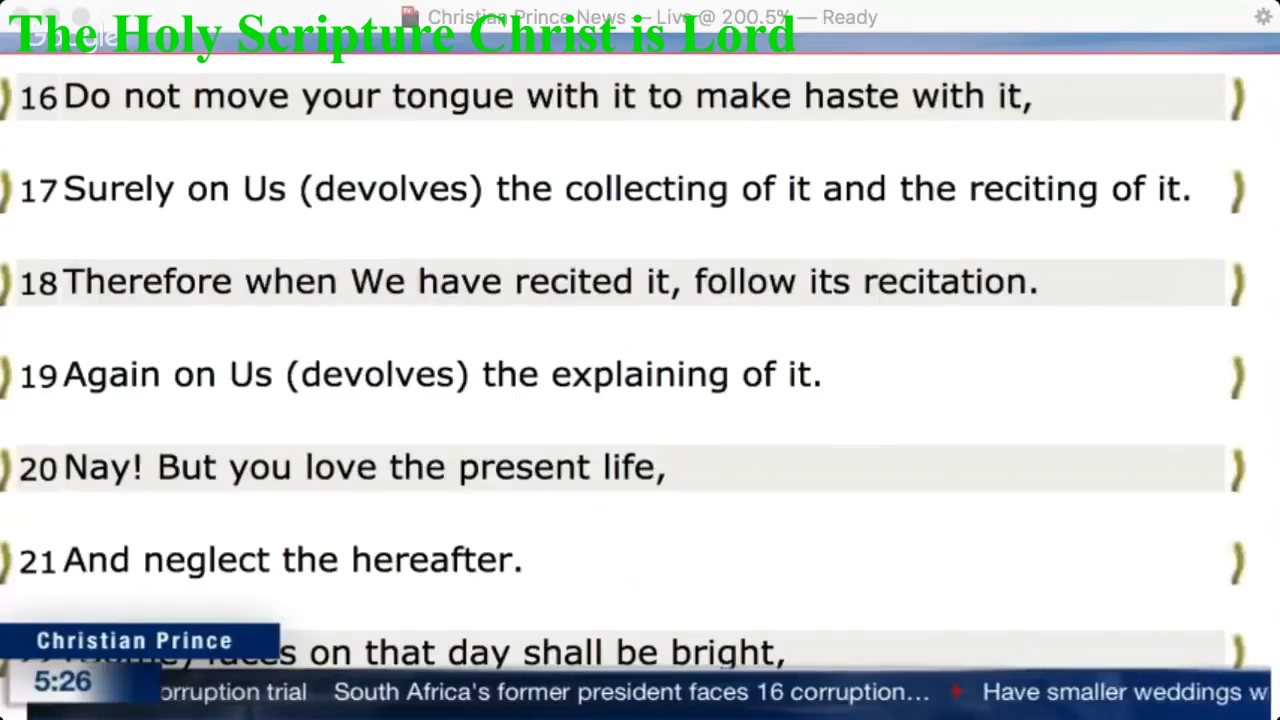 Christian Prince News — Live @ 200.5% — Ready
The Holy Scripture Christ is Lord
Google
16 Do not move your tongue with it to make haste with it,
17 Surely on Us (devolves) the collecting of it and the reciting of it.
18 Therefore when We have recited it, follow its recitation.
19 Again on Us (devolves) the explaining of it.
20 Nay! But you love the present life,
21 And neglect the hereafter.
Christian Prince
on that day shall be bright,
5:26
orruption trial South Africa's former president faces 16 corruption... Have smaller weddings w